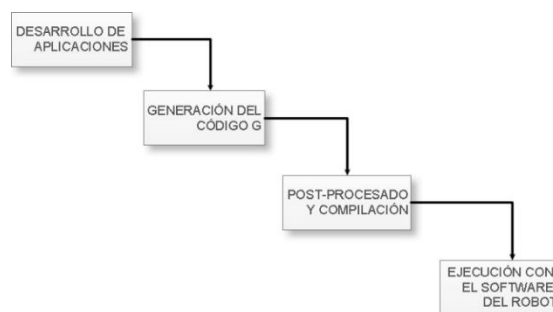 DESARROLLO DE
APLICACIONES
GENERACIÓN DEL
CÓDIGO G
POST-PROCESADO
Y COMPILACIÓN
EJECUCIÓN CON
EL SOFTWARE
DEL ROBOT